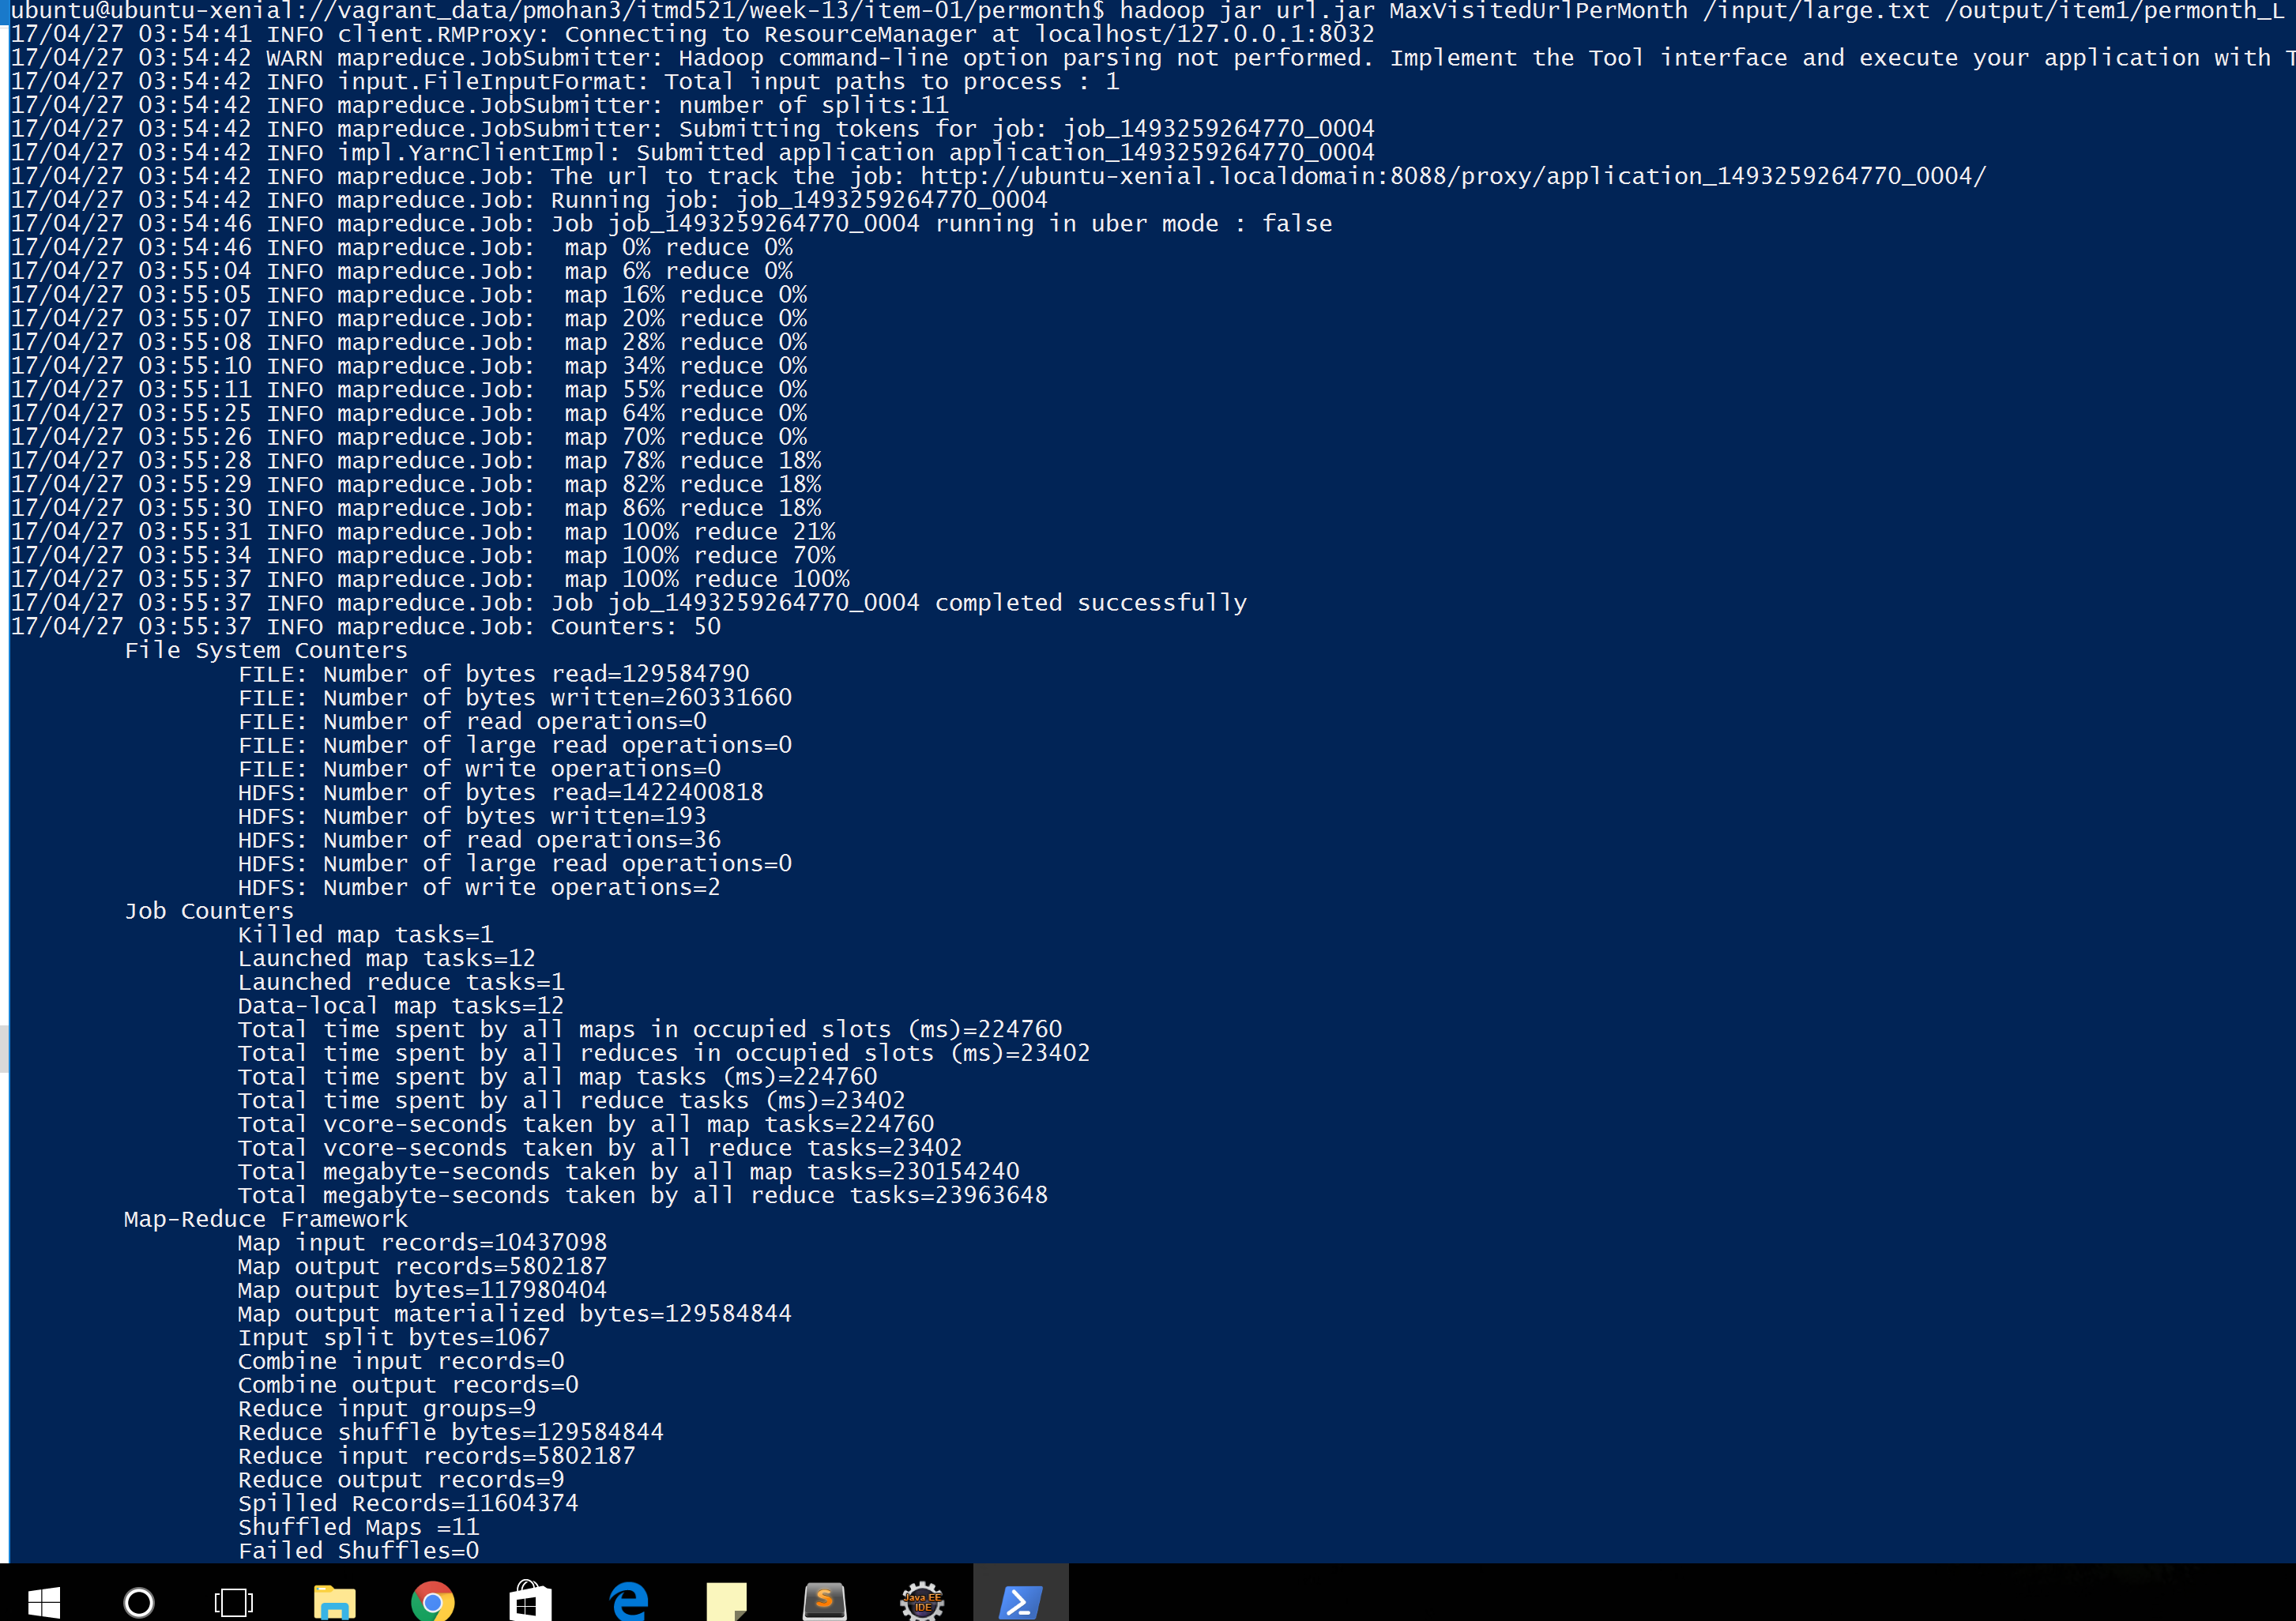 ubuntu@ubuntu-xenial://vagrant_data/pmohan3/itmd521/week-13/item-01/permonth$ hadoop jar url.jar MaxVisitedUrlPerMonth /input/large.txt /output/item1/permonth_L
17/04/27 03:54:41 INFO client.RMProxy: Connecting to ResourceManager at localhost/127.0.0.1:8032
17/04/27 03:54:42 WARN mapreduce.JobSubmitter: Hadoop command-line option parsing not performed. Implement the Tool interface and execute your application with T
17/04/27 03:54:42 INFO input.FileInputFormat: Total input paths to process : 1
17/04/27 03:54:42 INFO mapreduce.JobSubmitter: number of splits:11
17/04/27 03:54:42 INFO mapreduce.JobSubmitter: Submitting tokens for job: job_1493259264770_0004
17/04/27 03:54:42 INFO impl.YarnClientImpl: Submitted application application_1493259264770_0004
17/04/27 03:54:42 INFO mapreduce.Job: The url to track the job: http://ubuntu-xenial.localdomain:8088/proxy/application_1493259264770_0004/
17/04/27 03:54:42 INFO mapreduce.Job: Running job: job_1493259264770_0004
17/04/27 03:54:46 INFO mapreduce.Job: Job job_1493259264770_0004 running in uber mode : false
17/04/27 03:54:46 INFO mapreduce.Job:  map 0% reduce 0%
17/04/27 03:55:04 INFO mapreduce.Job:  map 6% reduce 0%
17/04/27 03:55:05 INFO mapreduce.Job:  map 16% reduce 0%
17/04/27 03:55:07 INFO mapreduce.Job:  map 20% reduce 0%
17/04/27 03:55:08 INFO mapreduce.Job:  map 28% reduce 0%
17/04/27 03:55:10 INFO mapreduce.Job:  map 34% reduce 0%
17/04/27 03:55:11 INFO mapreduce.Job:  map 55% reduce 0%
17/04/27 03:55:25 INFO mapreduce.Job:  map 64% reduce 0%
17/04/27 03:55:26 INFO mapreduce.Job:  map 70% reduce 0%
17/04/27 03:55:28 INFO mapreduce.Job:  map 78% reduce 18%
17/04/27 03:55:29 INFO mapreduce.Job:  map 82% reduce 18%
17/04/27 03:55:30 INFO mapreduce.Job:  map 86% reduce 18%
17/04/27 03:55:31 INFO mapreduce.Job:  map 100% reduce 21%
17/04/27 03:55:34 INFO mapreduce.Job:  map 100% reduce 70%
17/04/27 03:55:37 INFO mapreduce.Job:  map 100% reduce 100%
17/04/27 03:55:37 INFO mapreduce.Job: Job job_1493259264770_0004 completed successfully
17/04/27 03:55:37 INFO mapreduce.Job: Counters: 50
File System Counters
FILE: Number of bytes read=129584790
FILE: Number of bytes written=260331660
FILE: Number of read operations=0
FILE: Number of large read operations=0
FILE: Number of write operations=0
HDFS: Number of bytes read=1422400818
HDFS: Number of bytes written=193
HDFS: Number of read operations=36
HDFS: Number of large read operations=0
HDFS: Number of write operations=2
Job Counters
Killed map tasks=1
Launched map tasks=12
Launched reduce tasks=1
Data-local map tasks=12
Total time spent by all maps in occupied slots (ms)=224760
Total time spent by all reduces in occupied slots (ms)=23402
Total time spent by all map tasks (ms)=224760
Total time spent by all reduce tasks (ms)=23402
Total vcore-seconds taken by all map tasks=224760
Total vcore-seconds taken by all reduce tasks=23402
Total megabyte-seconds taken by all map tasks=230154240
Total megabyte-seconds taken by all reduce tasks=23963648
Map-Reduce Framework
Map input records=10437098
Map output records=5802187
Map output bytes=117980404
Map output materialized bytes=129584844
Input split bytes=1067
Combine input records=0
Combine output records=0
Reduce input groups=9
Reduce shuffle bytes=129584844
Reduce input records=5802187
Reduce output records=9
Spilled Records=11604374
Shuffled Maps =11
Failed Shuffles=0
S
Java EE
IDE